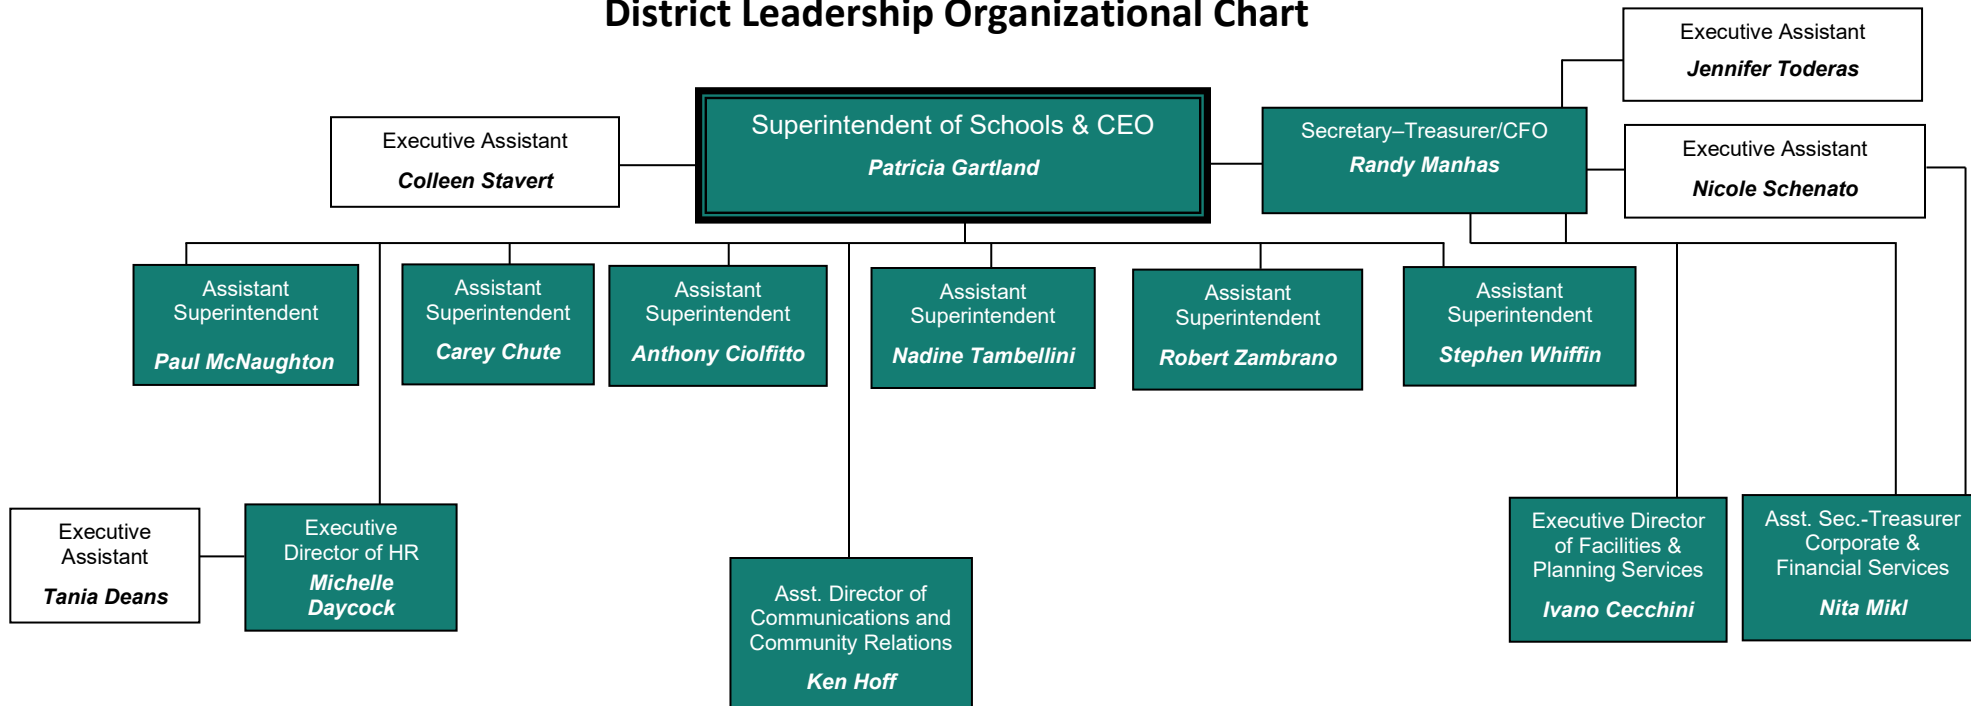 District Leadership Organizational Chart
Executive Assistant
Jennifer Toderas
Executive Assistant
Colleen Stavert
Superintendent of Schools & CEO
Patricia Gartland
Secretary–Treasurer/CFO
Randy Manhas
Executive Assistant
Nicole Schenato
Assistant
Superintendent
Paul McNaughton
Assistant
Superintendent
Carey Chute
Assistant
Superintendent
Anthony Ciolfitto
Assistant
Superintendent
Nadine Tambellini
Assistant
Superintendent
Robert Zambrano
Assistant
Superintendent
Stephen Whiffin
Executive
Assistant
Tania Deans
Executive
Director of HR
Michelle
Daycock
Asst. Director of
Communications and
Community Relations
Ken Hoff
Executive Director
of Facilities &
Planning Services
Ivano Cecchini
Asst. Sec.-Treasurer
Corporate &
Financial Services
Nita Mikl